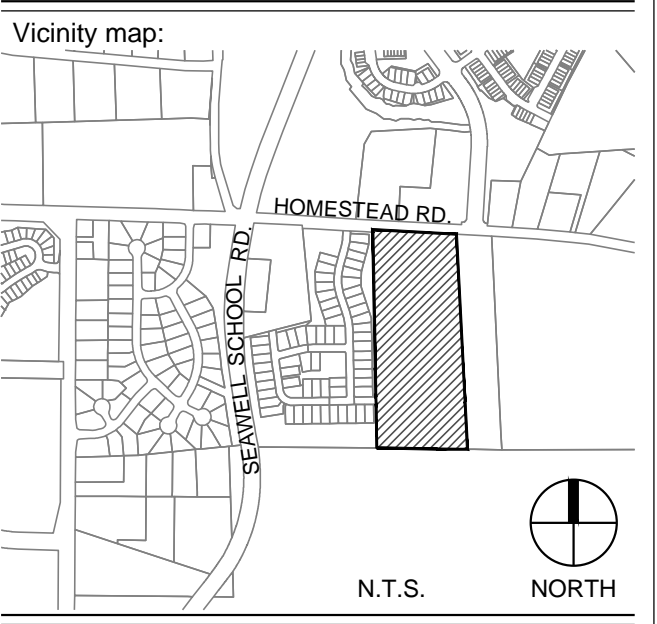 Vicinity map:
HOMESTEAD RD.
SEAWELL SCHOOL RD.
N.T.S.
NORTH